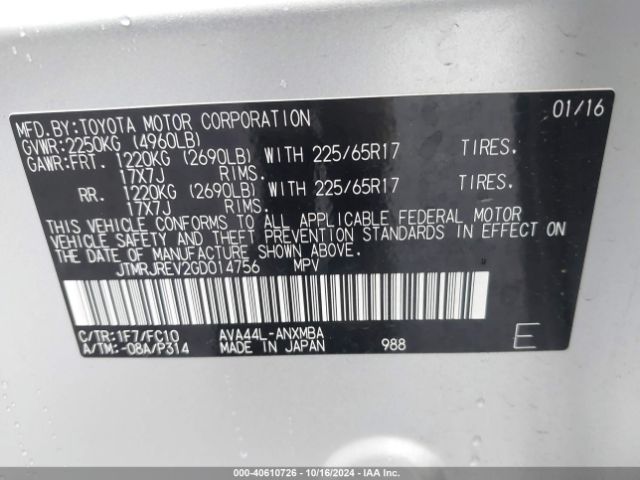 MFD.BY:TOYOTA MOTOR CORPORATION 01/16
GVWR:2250KG (4960LB)
GAWR:FRT. 1220KG (2690LB) WITH 225/65R17 TIRES.
17X7J RIMS.
RR. 1220KG (2690LB) WITH 225/65R17 TIRES.
17X7J RIMS.
THIS VEHICLE CONFORMS TO ALL APPLICABLE FEDERAL MOTOR
VEHICLE SAFETY AND THEFT PREVENTION STANDARDS IN EFFECT ON
THE DATE OF MANUFACTURE SHOWN ABOVE.
JTMRJREV2GD014756 MPV
C/TR:1F7/FC10 AVA44L-ANXMBA
A/TM:-08A/P314 MADE IN JAPAN 988 E
000-40610726 - 10/16/2024 - IAA Inc.